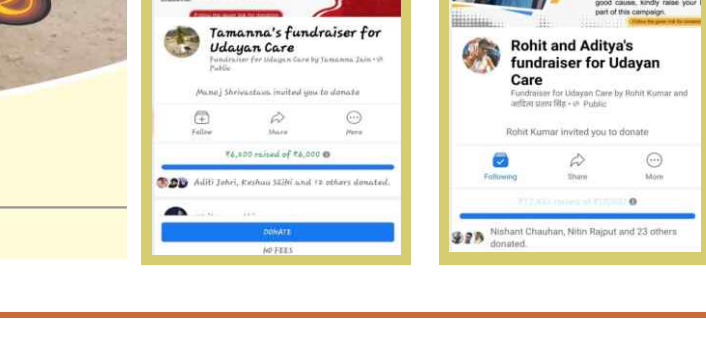 Tamanna's fundraiser for
Udayan Care
Fundraiser for Udayan Care by Tamanna Jain •
Public
Manoj Shrivastava invited you to donate
Follow
Share
More
raised of ₹6,000
Aditi Johri, Keshuu and 12 others donated.
DONATE
NO FEES
good cause, kindly raise your
part of this campaign.
Rohit and Aditya's
fundraiser for Udayan
Care
Fundraiser for Udayan Care by Rohit Kumar and
Public
Rohit Kumar invited you to donate
Following
Share
More
raised of
Nishant Chauhan, Nitin Rajput and 23 others
donated.